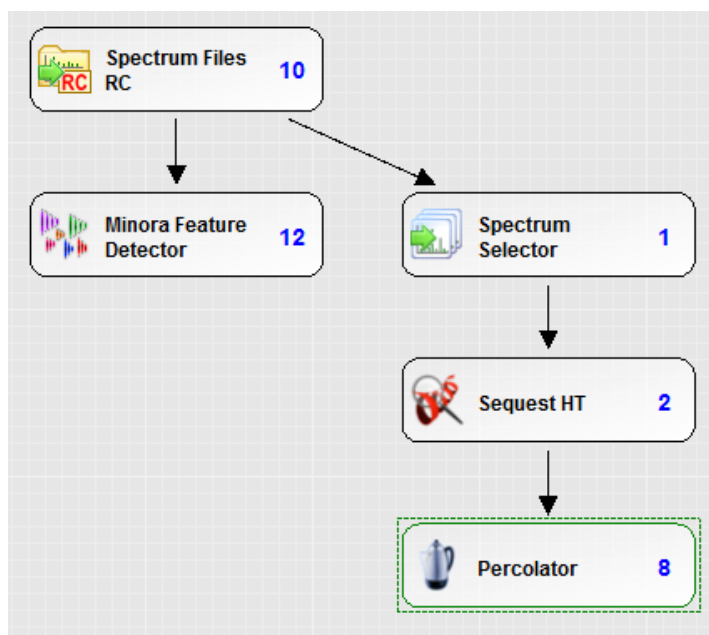 Spectrum Files
RC
RC
10
Minora Feature
Detector
12
Spectrum
Selector
1
Sequest HT
2
Percolator
8